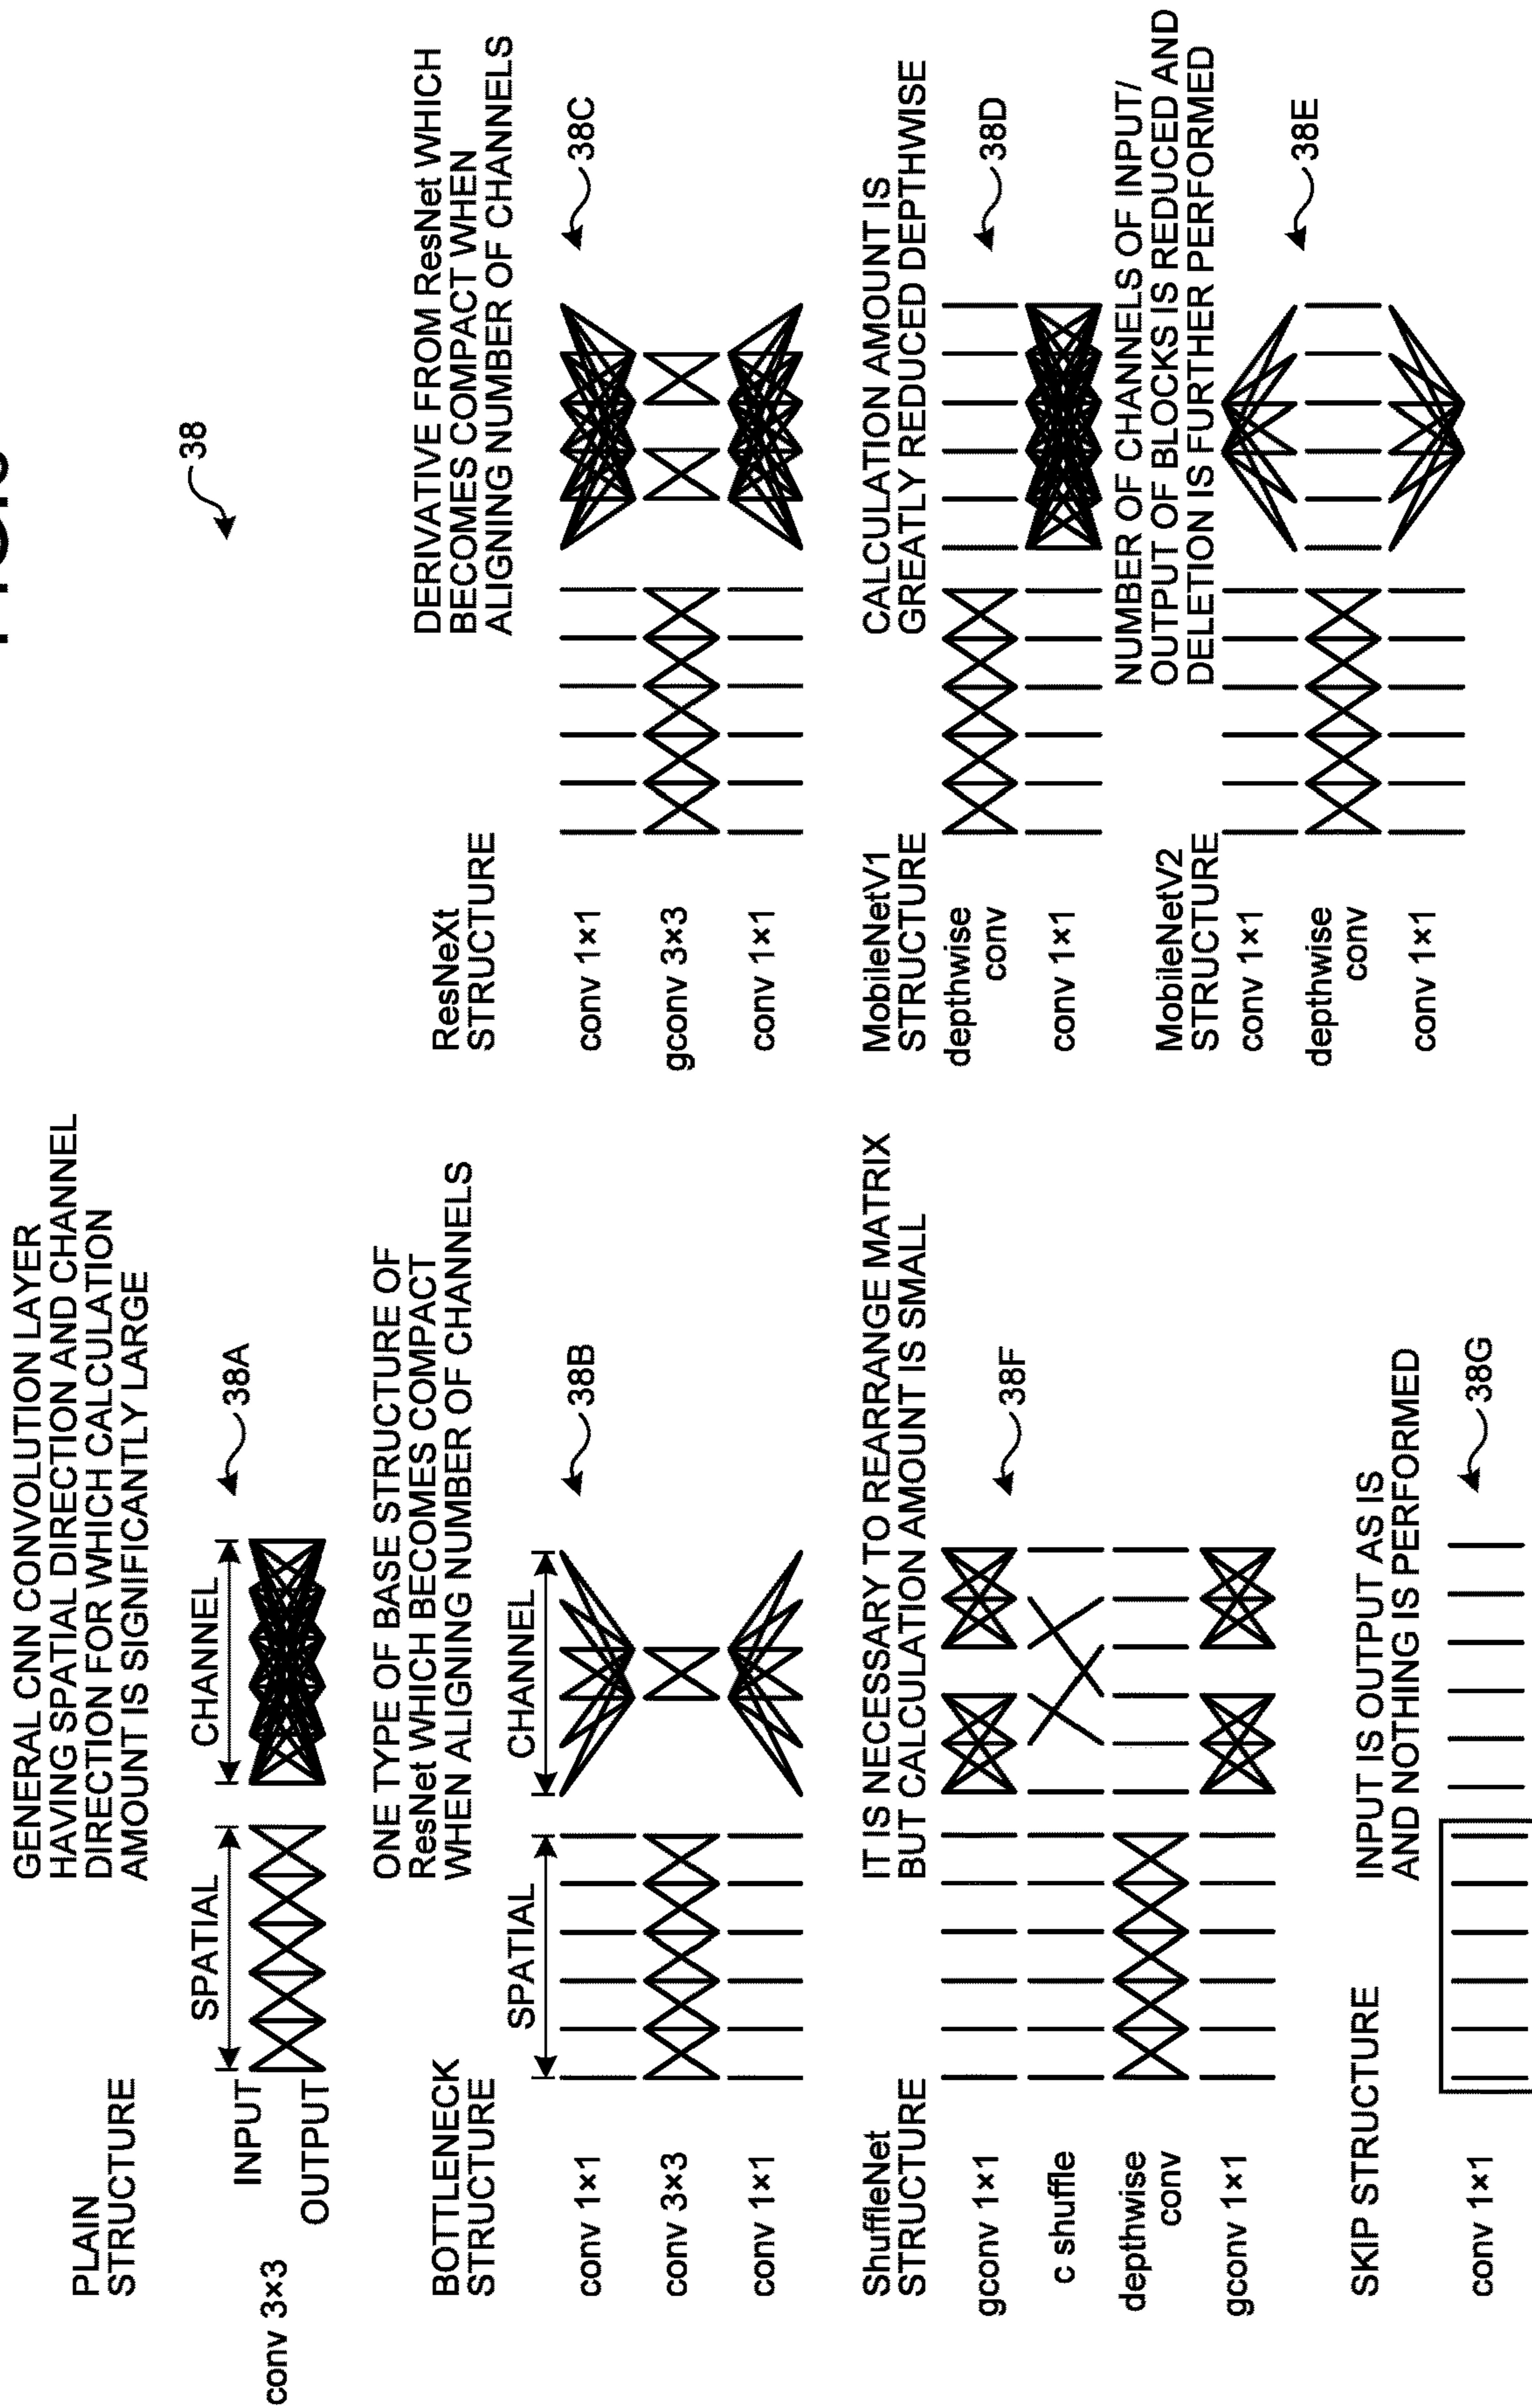 38
PLAIN
STRUCTURE
GENERAL CNN CONVOLUTION LAYER
HAVING SPATIAL DIRECTION AND CHANNEL
DIRECTION FOR WHICH CALCULATION
AMOUNT IS SIGNIFICANTLY LARGE
SPATIAL
CHANNEL
38A
INPUT
conv 3×3
OUTPUT
BOTTLENECK
STRUCTURE
ONE TYPE OF BASE STRUCTURE OF
ResNet WHICH BECOMES COMPACT
WHEN ALIGNING NUMBER OF CHANNELS
SPATIAL
CHANNEL
38B
conv 1×1
conv 3×3
conv 1×1
ShuffleNet
STRUCTURE
IT IS NECESSARY TO REARRANGE MATRIX
BUT CALCULATION AMOUNT IS SMALL
38F
gconv 1×1
c shuffle
depthwise
conv
gconv 1×1
SKIP STRUCTURE
INPUT IS OUTPUT AS IS
AND NOTHING IS PERFORMED
38G
conv 1×1
ResNeXt
STRUCTURE
DERIVATIVE FROM ResNet WHICH
BECOMES COMPACT WHEN
ALIGNING NUMBER OF CHANNELS
38C
conv 1×1
gconv 3×3
conv 1×1
MobileNetV1
STRUCTURE
CALCULATION AMOUNT IS
GREATLY REDUCED DEPTHWISE
38D
depthwise
conv
conv 1×1
MobileNetV2
STRUCTURE
NUMBER OF CHANNELS OF INPUT/
OUTPUT OF BLOCKS IS REDUCED AND
DELETION IS FURTHER PERFORMED
38E
conv 1×1
depthwise
conv
conv 1×1